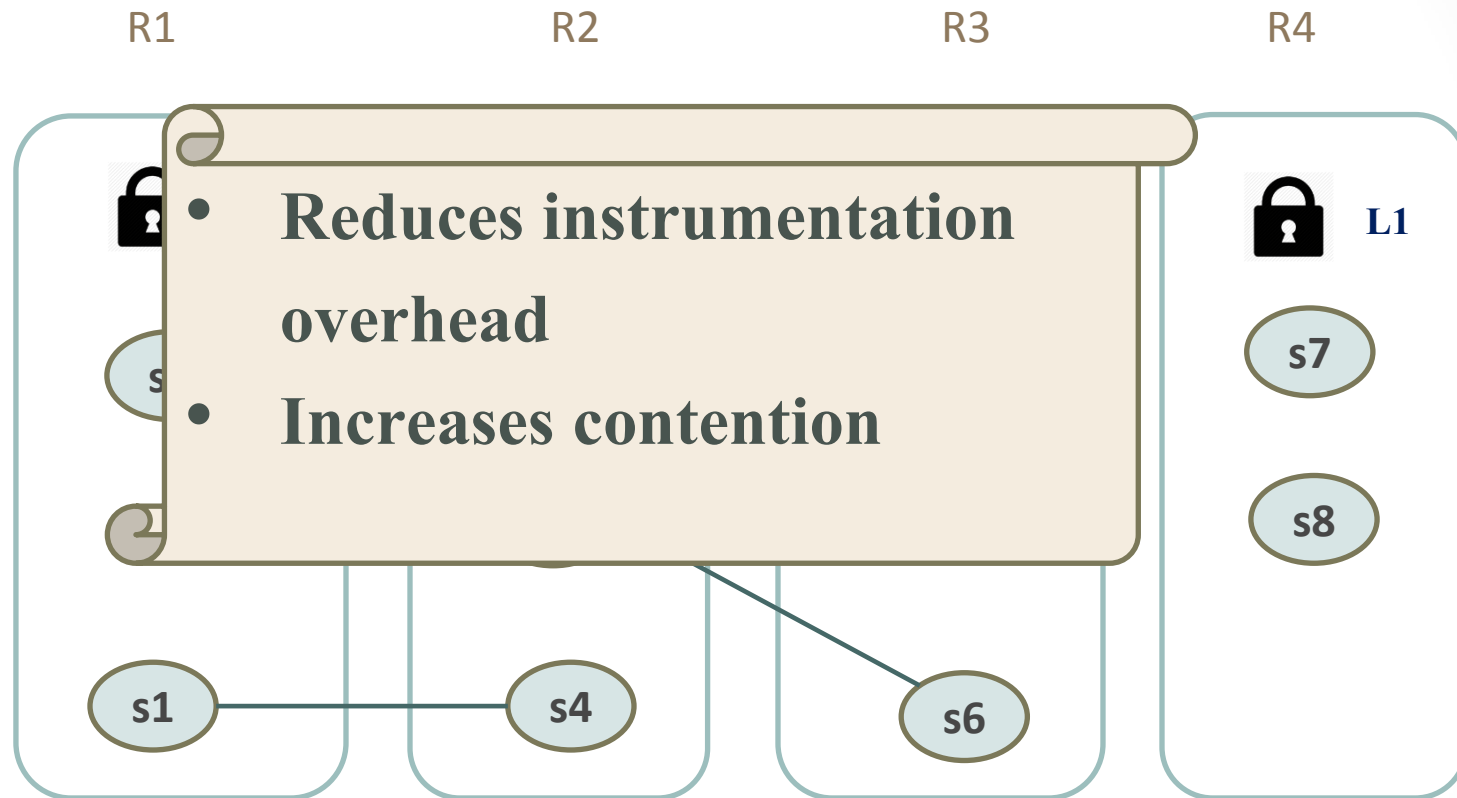 R1 R2 R3 R4
• Reduces instrumentation
overhead
• Increases contention
L1
s7
s8
s1 s4 s6